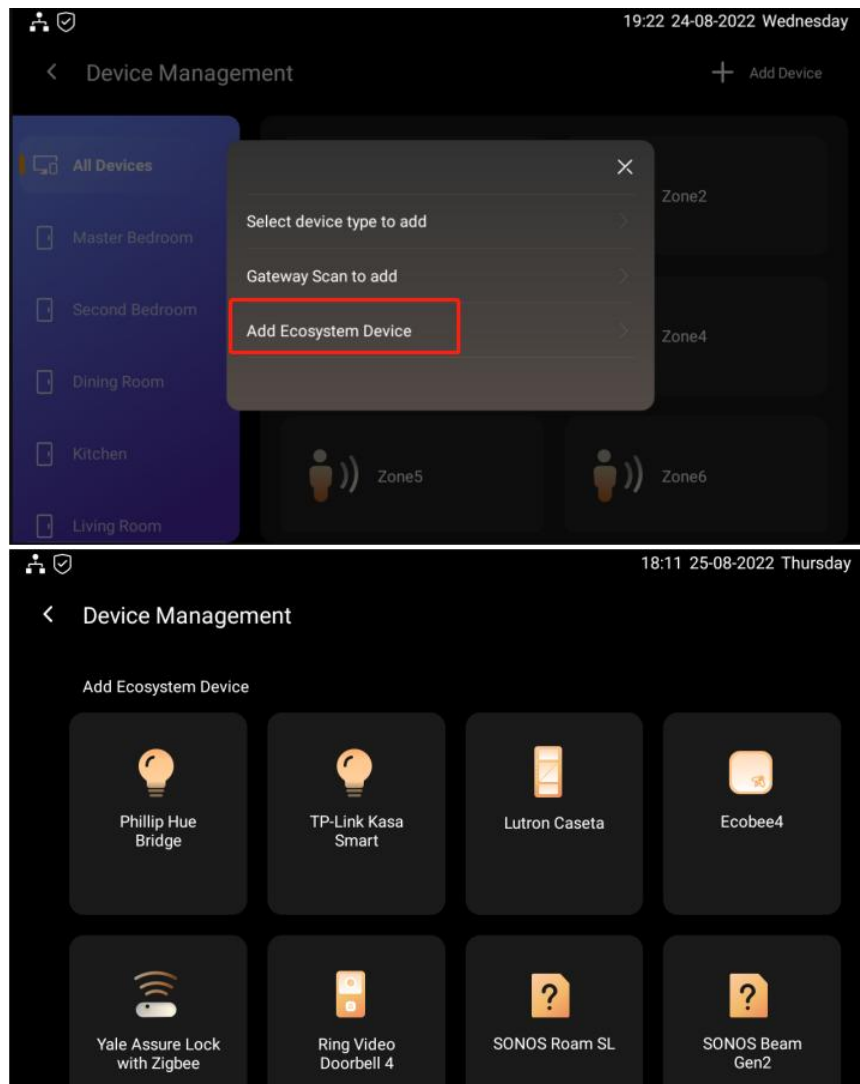 19:22 24-08-2022 Wednesday
Device Management
Add Device
All Devices
Master Bedroom
Second Bedroom
Dining Room
Kitchen
Living Room
Select device type to add
Gateway Scan to add
Add Ecosystem Device
Zone2
Zone4
Zone5
Zone6
18:11 25-08-2022 Thursday
Device Management
Add Ecosystem Device
Phillip Hue
Bridge
TP-Link Kasa
Smart
Lutron Caseta
Ecobee4
Yale Assure Lock
with Zigbee
Ring Video
Doorbell 4
SONOS Roam SL
SONOS Beam
Gen2